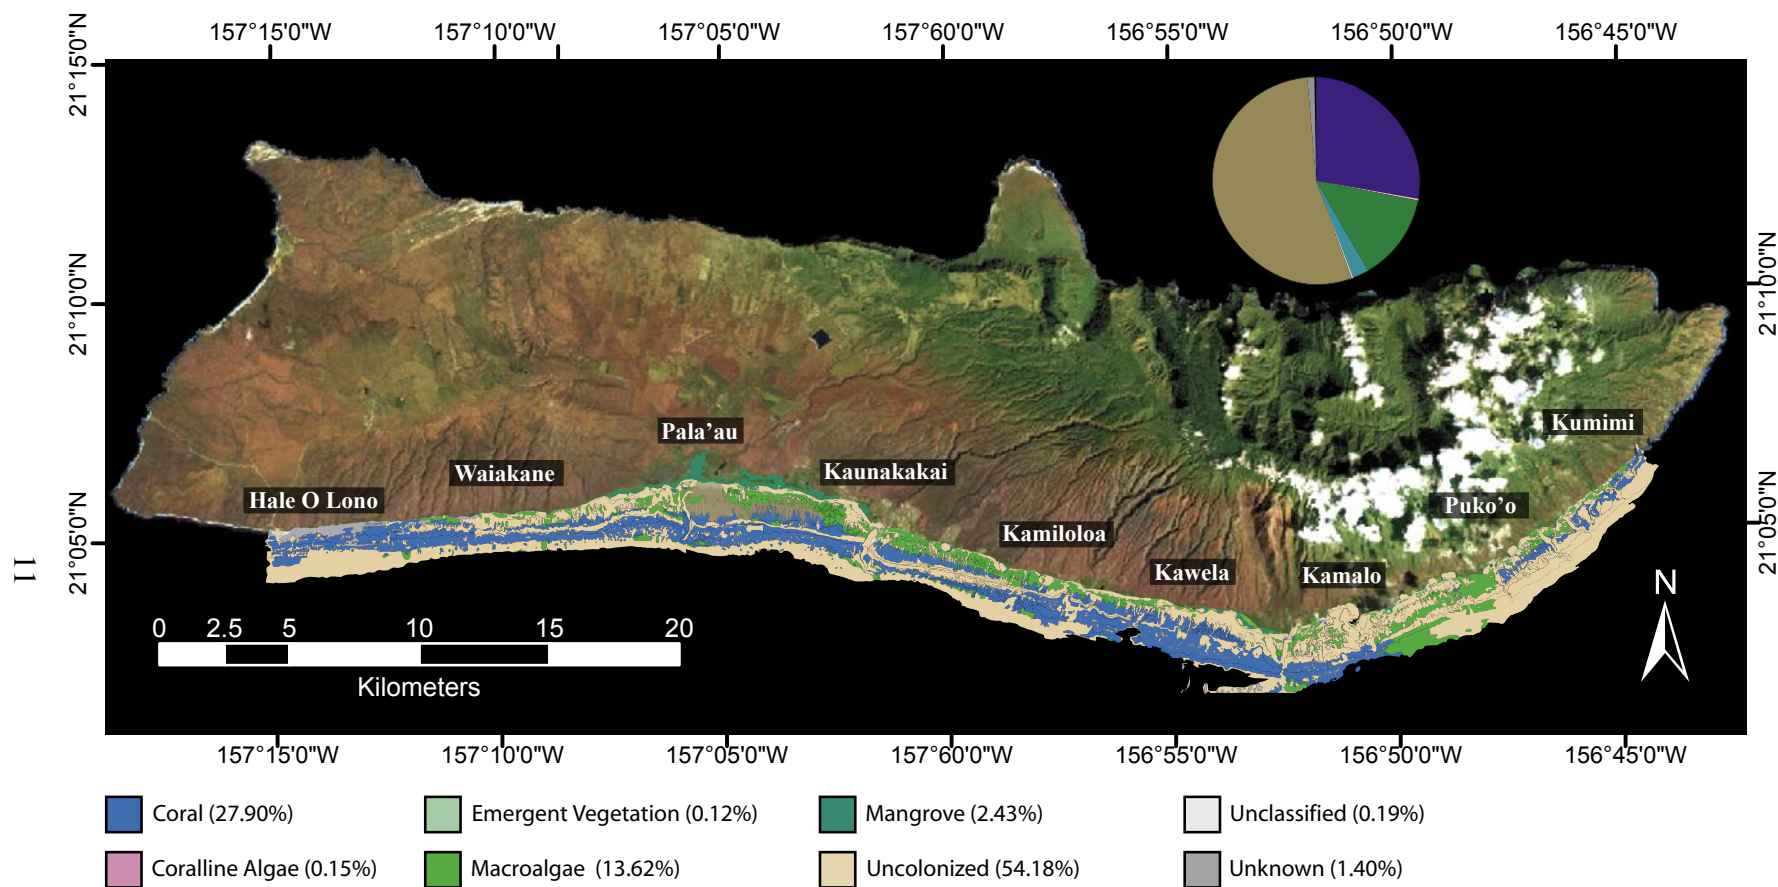 157°15'0"W 157°10'0"W 157°05'0"W 157°60'0"W 156°55'0"W 156°50'0"W 156°45'0"W
21°15'0"N
21°10'0"N
21°10'0"N
Kumimi
Pala’au
Waiakane
Kaunakakai
Hale O Lono
Puko’o
Kamiloloa
21°05'0"N
21°05'0"N
11
Kawela
Kamalo
N
0 2.5 5 10 15 20
Kilometers
157°15'0"W 157°10'0"W 157°05'0"W 157°60'0"W 156°55'0"W 156°50'0"W 156°45'0"W
Coral (27.90%)
Emergent Vegetation (0.12%)
Mangrove (2.43%)
Unclassified (0.19%)
Coralline Algae (0.15%)
Macroalgae (13.62%)
Uncolonized (54.18%)
Unknown (1.40%)